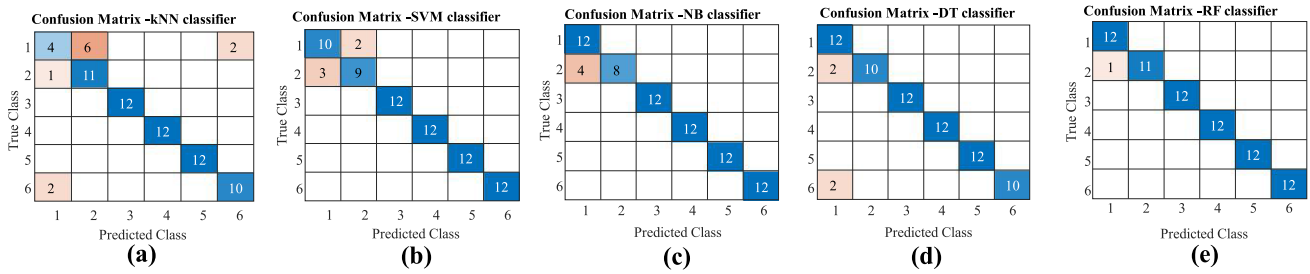 Confusion Matrix -kNN classifier
1 4 6 2
2 1 11
3 12
4 12
5 12
6 2 10
1 2 3 4 5 6
True Class
Predicted Class
(a)
Confusion Matrix -SVM classifier
1 10 2
2 3 9
3 12
4 12
5 12
6 12
1 2 3 4 5 6
True Class
Predicted Class
(b)
Confusion Matrix -NB classifier
1 12
2 4 8
3 12
4 12
5 12
6 12
1 2 3 4 5 6
True Class
Predicted Class
(c)
Confusion Matrix -DT classifier
1 12
2 2 10
3 12
4 12
5 12
6 2 10
1 2 3 4 5 6
True Class
Predicted Class
(d)
Confusion Matrix -RF classifier
1 12
2 1 11
3 12
4 12
5 12
6 12
1 2 3 4 5 6
True Class
Predicted Class
(e)